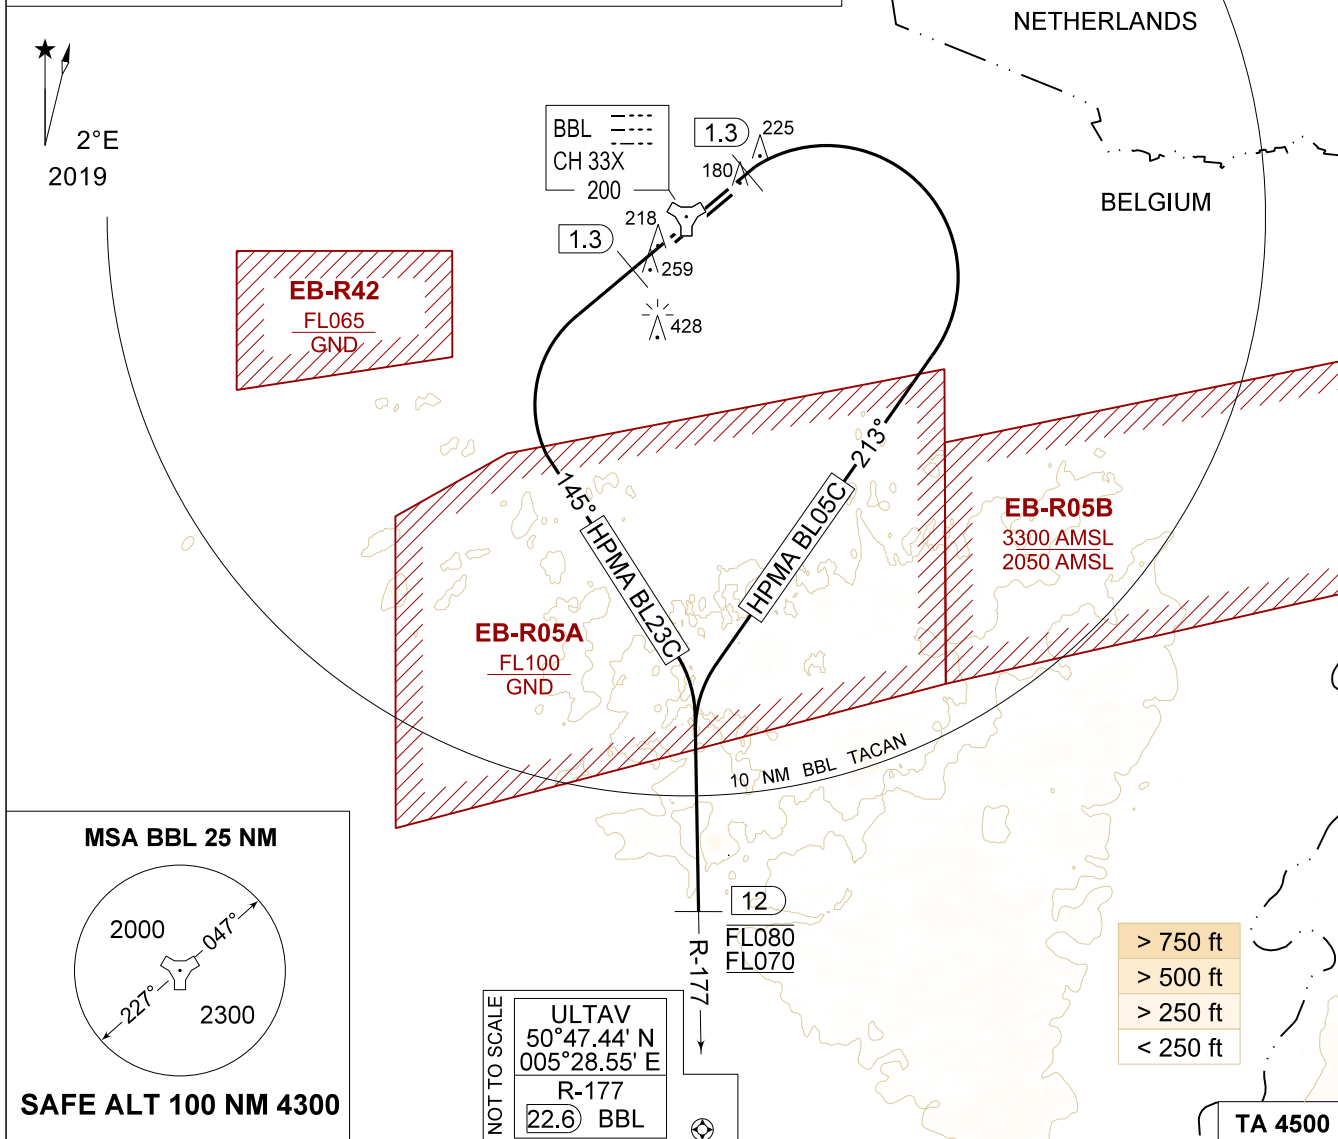 NETHERLANDS
2°E
2019
BBL
CH 33X
200
1.3
225
180
BELGIUM
218
1.3
259
428
EB-R42
FL065
GND
145°
HPMA BL23C
213°
HPMA BL05C
EB-R05B
3300 AMSL
2050 AMSL
EB-R05A
FL100
GND
10 NM BBL TACAN
MSA BBL 25 NM
2000
047°
227°
2300
SAFE ALT 100 NM 4300
12
FL080
FL070
R-177
NOT TO SCALE
ULTAV
50°47.44' N
005°28.55' E
R-177
22.6 BBL
> 750 ft
> 500 ft
> 250 ft
< 250 ft
TA 4500